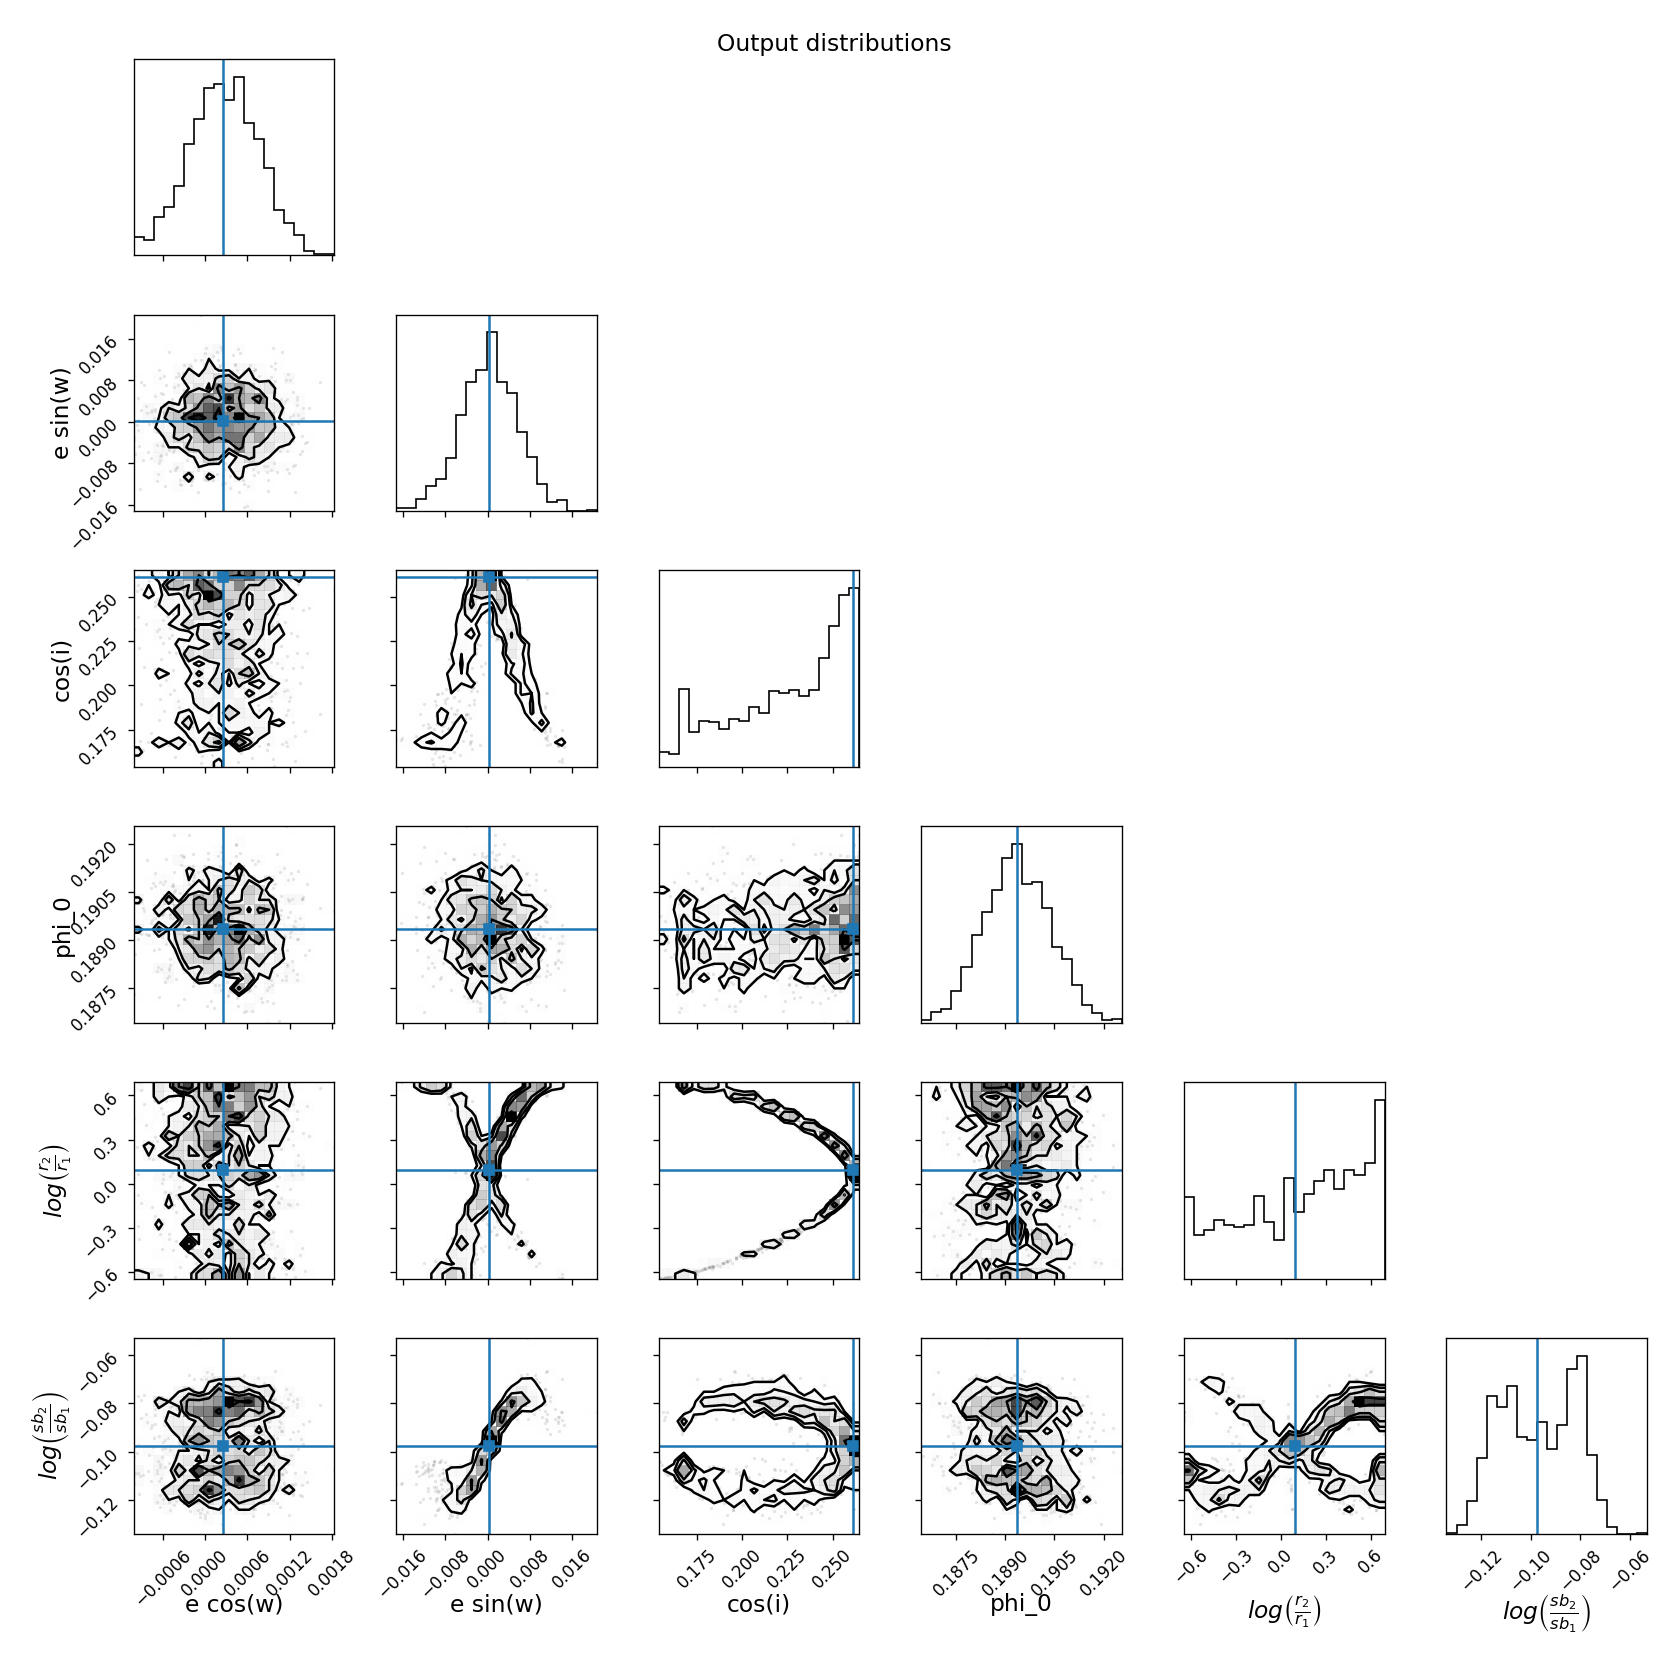 Output distributions
0.016
0.008
0.000
−0.008
−0.016
e sin(w)
0.250
0.225
0.200
0.175
cos(i)
0.1920
0.1905
0.1890
0.1875
phi_0
0.6
0.3
0.0
−0.3
−0.6
log(r₂/r₁)
−0.06
−0.08
−0.10
−0.12
log(sb₂/sb₁)
−0.0006 0.0000 0.0006 0.0012 0.0018
−0.016 −0.008 0.000 0.008 0.016
0.175 0.200 0.225 0.250
0.1875 0.1890 0.1905 0.1920
−0.6 −0.3 0.0 0.3 0.6
−0.12 −0.10 −0.08 −0.06
e cos(w) e sin(w) cos(i) phi_0 log(r₂/r₁) log(sb₂/sb₁)